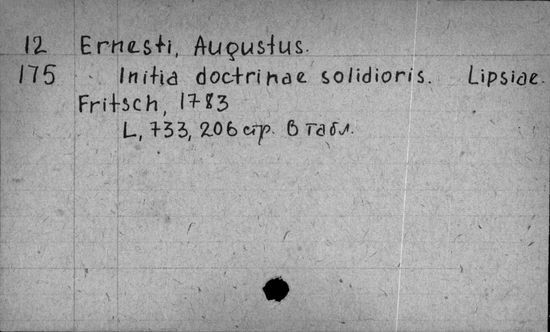 12 Ernesti, Augustus.
175 Initia doctrinae solidioris. Lipsiae.
Fritsch, 1783
L, 733, 206 стр. 6 табл.